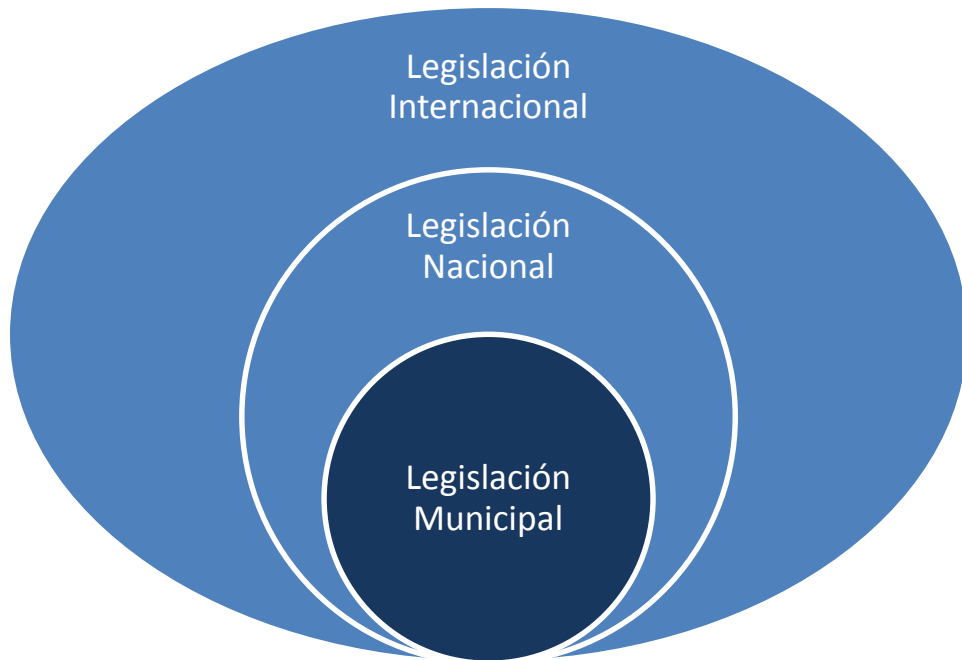 Legislación
Internacional
Legislación
Nacional
Legislación
Municipal